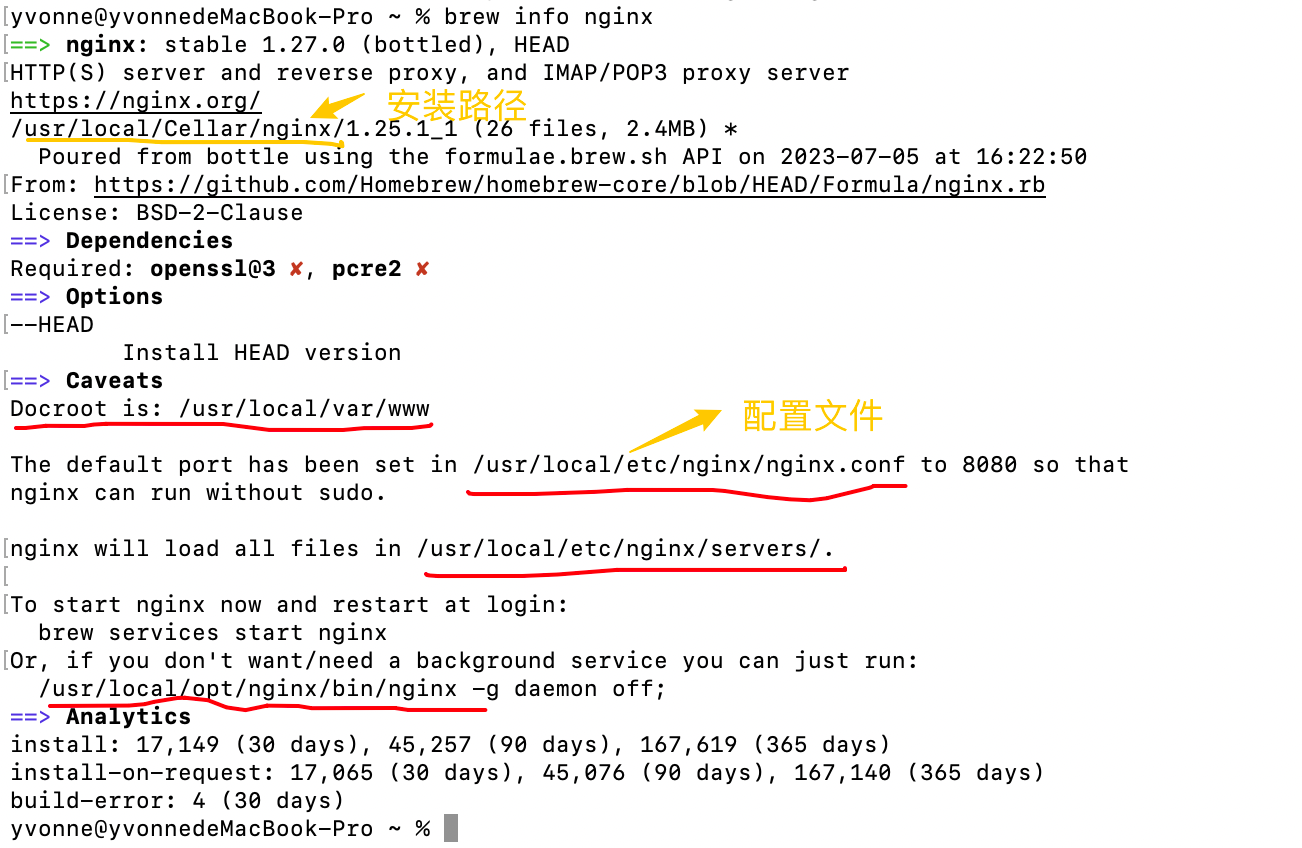 yvonne@yvonnedeMacBook-Pro ~ % brew info nginx
==> nginx: stable 1.27.0 (bottled), HEAD
HTTP(S) server and reverse proxy, and IMAP/POP3 proxy server
https://nginx.org/
安装路径
/usr/local/Cellar/nginx/1.25.1_1 (26 files, 2.4MB) *
  Poured from bottle using the formulae.brew.sh API on 2023-07-05 at 16:22:50
From: https://github.com/Homebrew/homebrew-core/blob/HEAD/Formula/nginx.rb
License: BSD-2-Clause
==> Dependencies
Required: openssl@3 ✘, pcre2 ✘
==> Options
--HEAD
        Install HEAD version
==> Caveats
Docroot is: /usr/local/var/www
配置文件
The default port has been set in /usr/local/etc/nginx/nginx.conf to 8080 so that
nginx can run without sudo.
nginx will load all files in /usr/local/etc/nginx/servers/.
To start nginx now and restart at login:
  brew services start nginx
Or, if you don't want/need a background service you can just run:
  /usr/local/opt/nginx/bin/nginx -g daemon off;
==> Analytics
install: 17,149 (30 days), 45,257 (90 days), 167,619 (365 days)
install-on-request: 17,065 (30 days), 45,076 (90 days), 167,140 (365 days)
build-error: 4 (30 days)
yvonne@yvonnedeMacBook-Pro ~ %